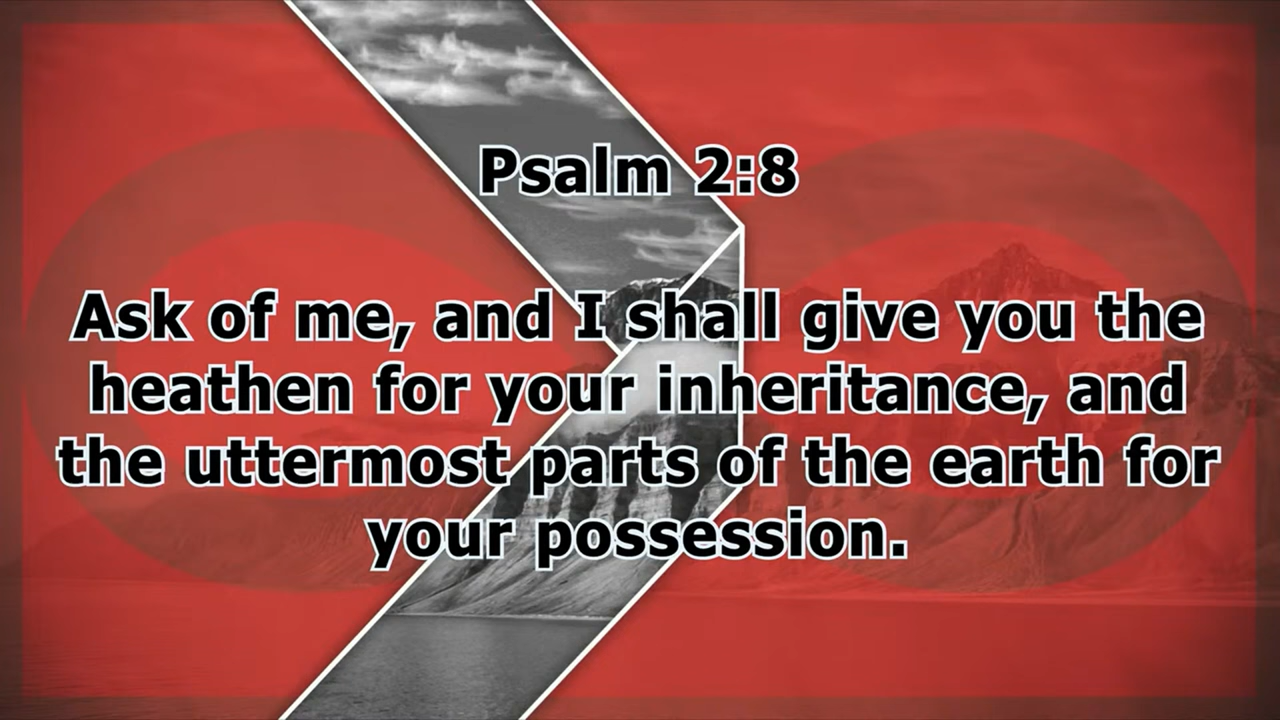 Psalm 2:8
Ask of me, and I shall give you the
heathen for your inheritance, and
the uttermost parts of the earth for
your possession.